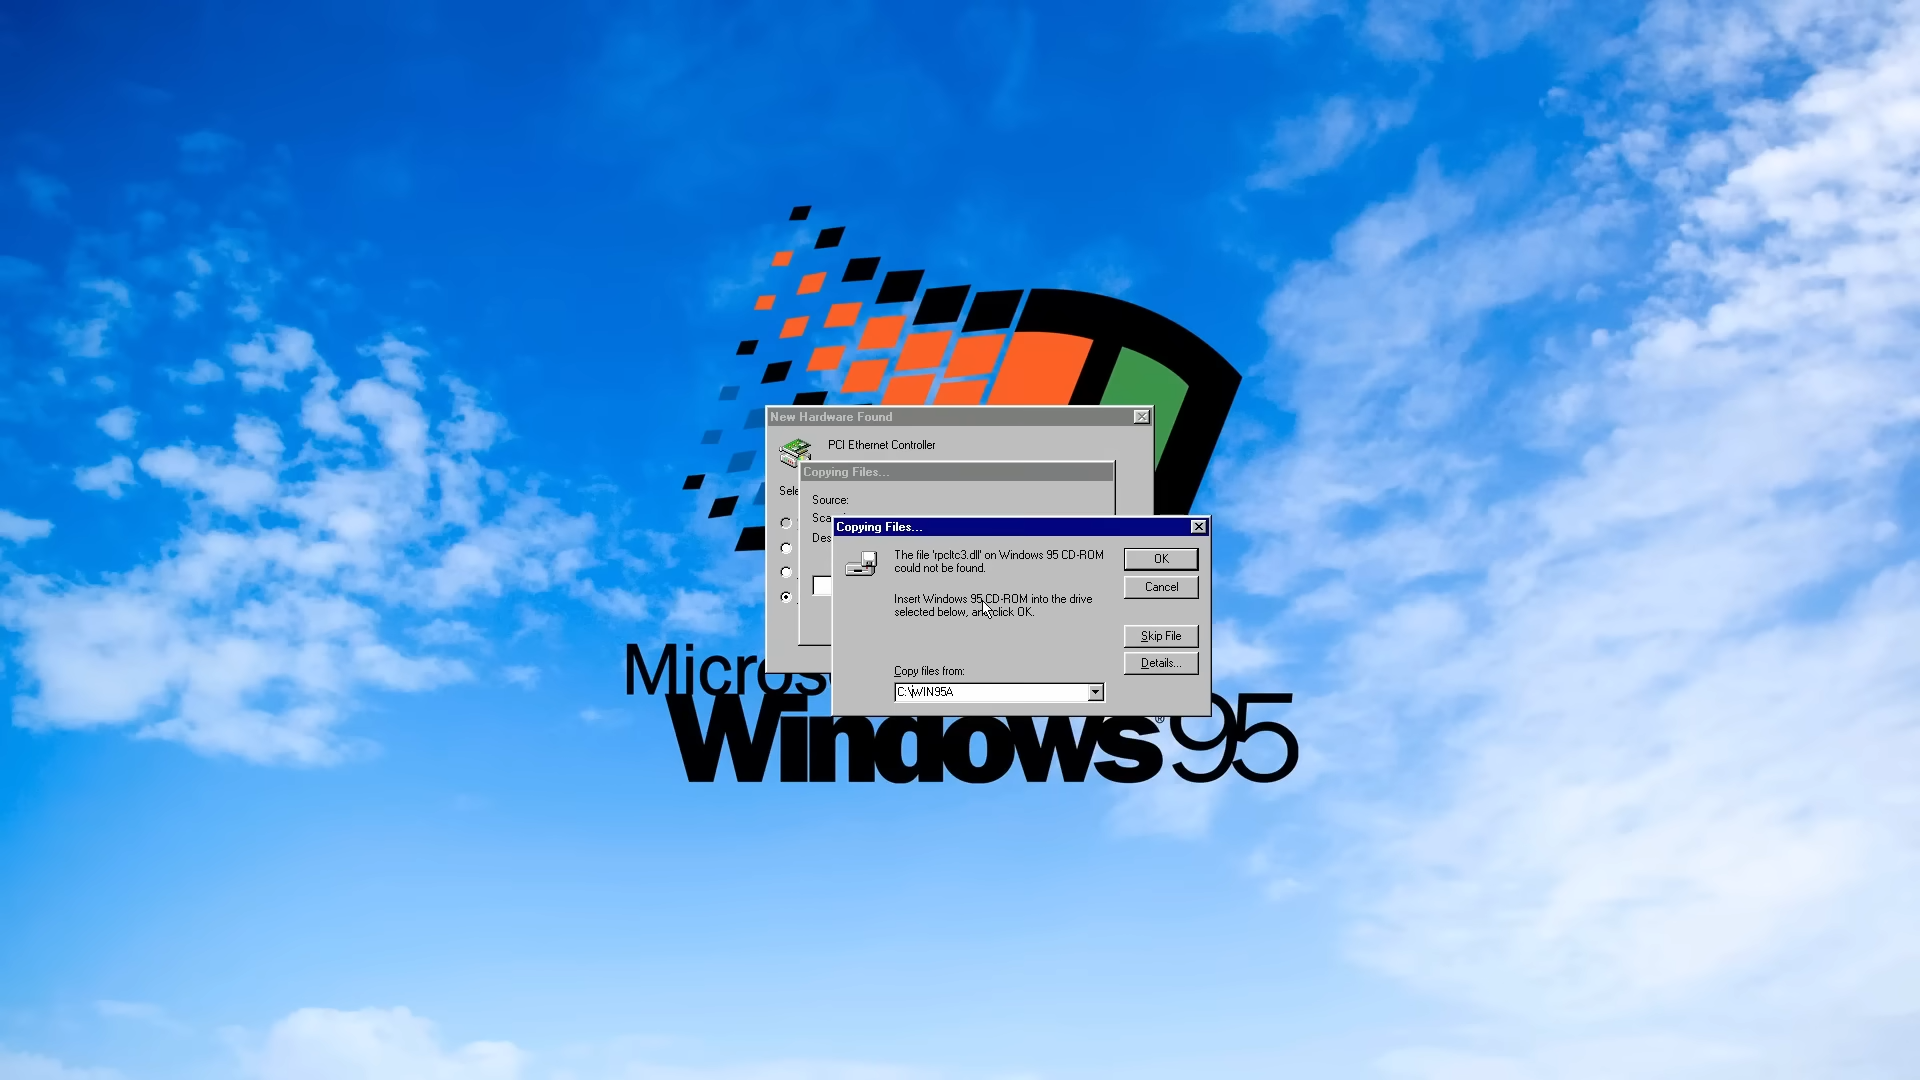 New Hardware Found
PCI Ethernet Controller
Copying Files...
Source:
Copying Files...
The file 'rpcltc3.dll' on Windows 95 CD-ROM
could not be found.
Insert Windows 95 CD-ROM into the drive
selected below, and click OK.
Copy files from:
C:\WIN95A
OK
Cancel
Skip File
Details...
Windows 95